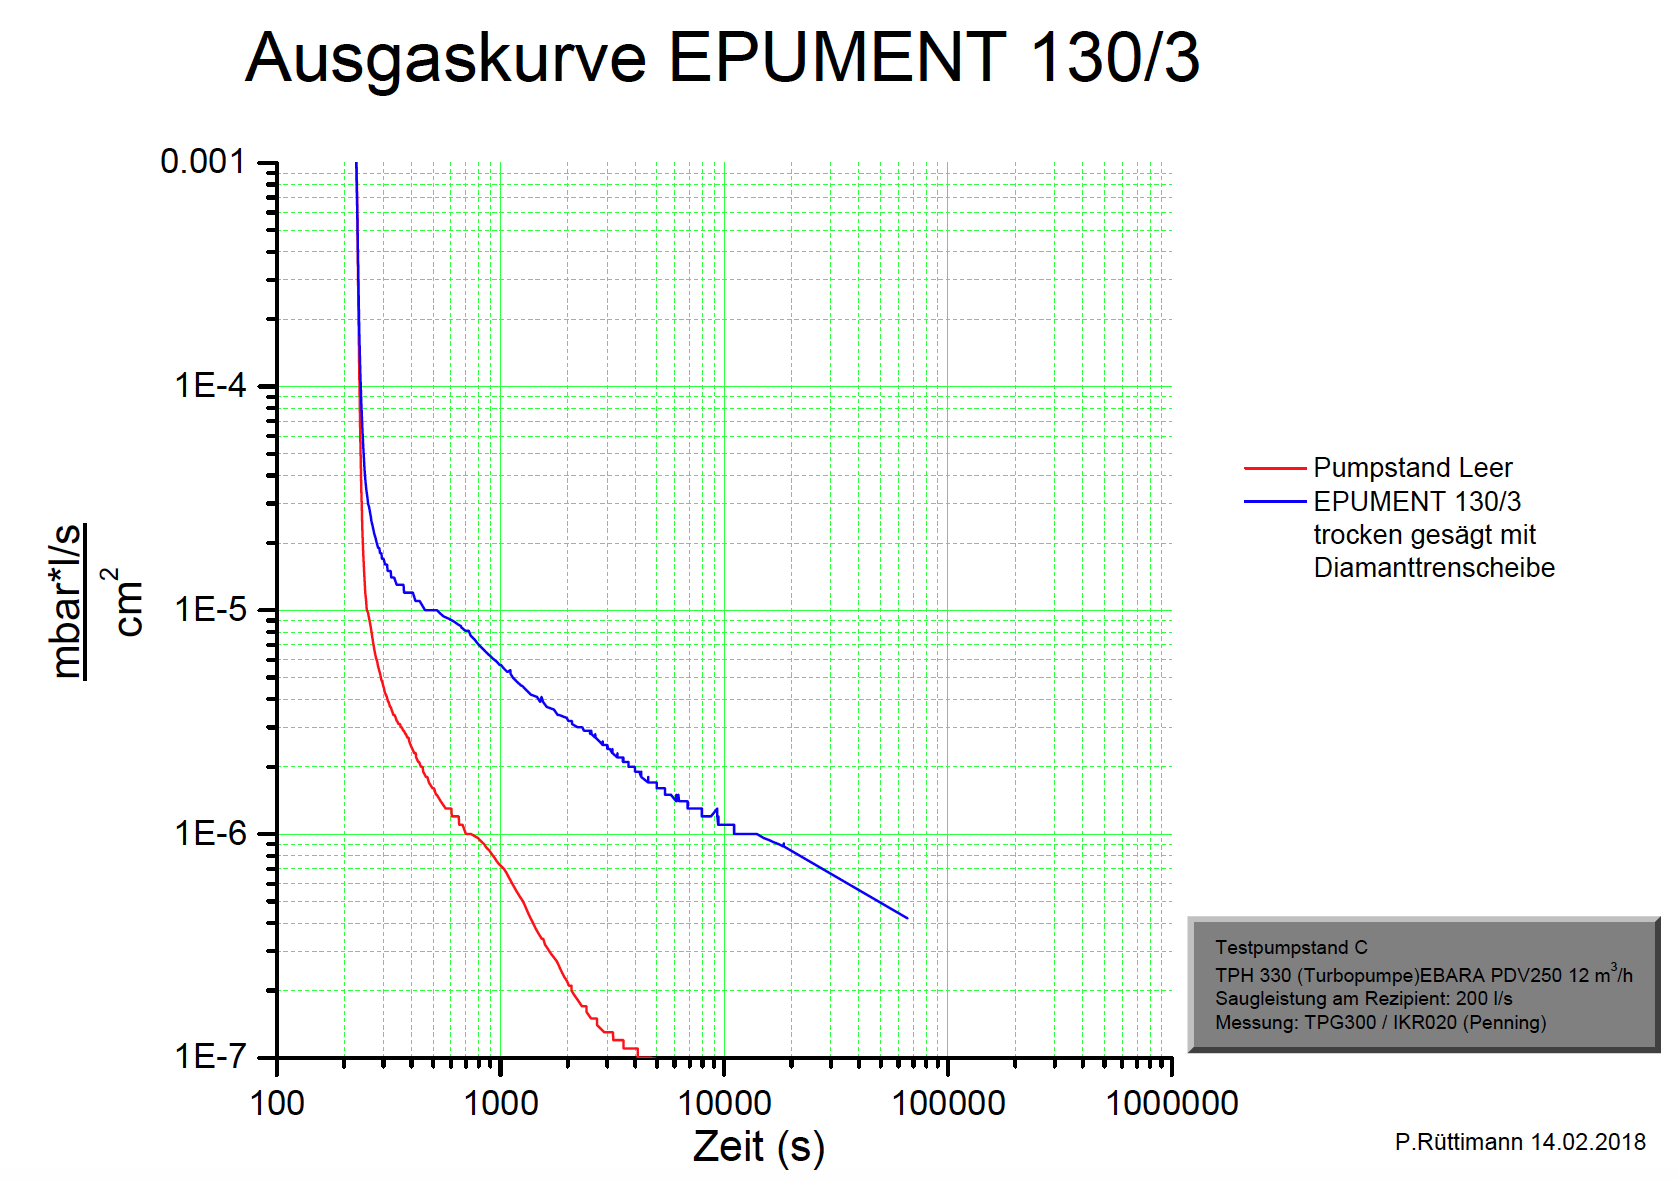 Ausgaskurve EPUMENT 130/3
0.001
1E-4
1E-5
1E-6
1E-7
mbar*l/s
cm²
100 1000 10000 100000 1000000
Zeit (s)
Pumpstand Leer
EPUMENT 130/3
trocken gesägt mit
Diamanttrenscheibe
Testpumpstand C
TPH 330 (Turbopumpe)EBARA PDV250 12 m³/h
Saugleistung am Rezipient: 200 l/s
Messung: TPG300 / IKR020 (Penning)
P.Rüttimann 14.02.2018